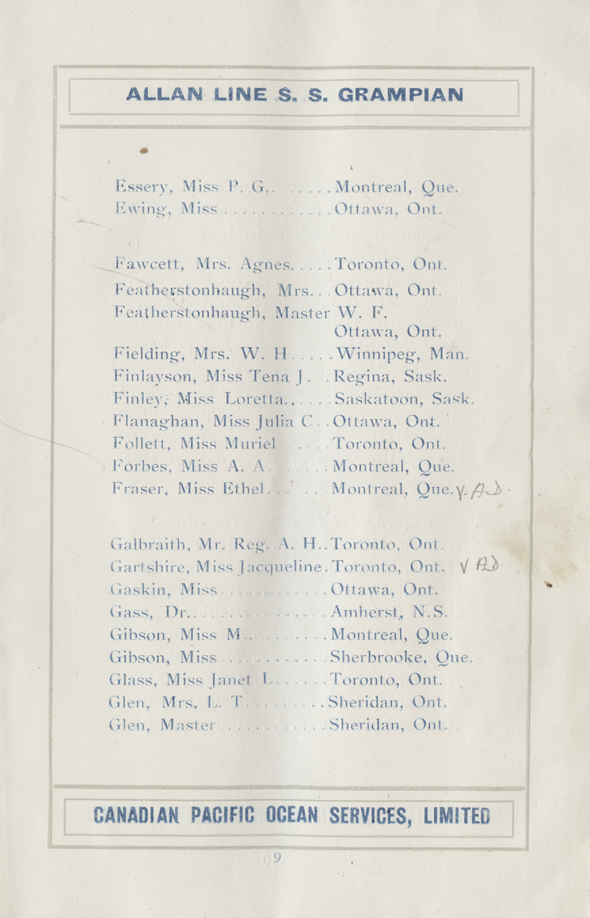 ALLAN LINE S. S. GRAMPIAN
Essery, Miss P. G.. ......Montreal, Que.
Ewing, Miss ............Ottawa, Ont.
Fawcett, Mrs. Agnes.....Toronto, Ont.
Featherstonhaugh, Mrs...Ottawa, Ont.
Featherstonhaugh, Master W. F.
Ottawa, Ont.
Fielding, Mrs. W. H.....Winnipeg, Man.
Finlayson, Miss Tena J...Regina, Sask.
Finley, Miss Loretta......Saskatoon, Sask.
Flanaghan, Miss Julia C..Ottawa, Ont.
Follett, Miss Muriel ......Toronto, Ont.
Forbes, Miss A. A.......Montreal, Que.
Fraser, Miss Ethel.......Montreal, Que. V. A D.
Galbraith, Mr. Reg. A. H..Toronto, Ont.
Gartshire, Miss Jacqueline.Toronto, Ont. V A D
Gaskin, Miss............Ottawa, Ont.
Gass, Dr...............Amherst, N.S.
Gibson, Miss M.........Montreal, Que.
Gibson, Miss ...........Sherbrooke, Que.
Glass, Miss Janet L......Toronto, Ont.
Glen, Mrs. L. T.........Sheridan, Ont.
Glen, Master............Sheridan, Ont.
CANADIAN PACIFIC OCEAN SERVICES, LIMITED
9